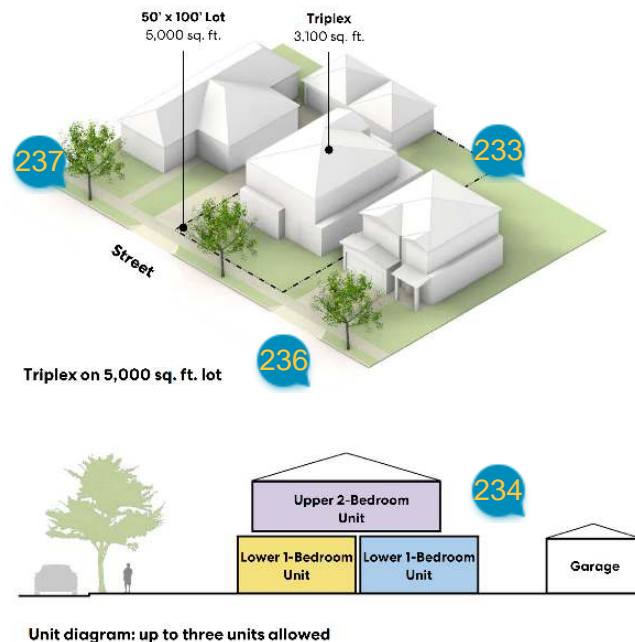 50' x 100' Lot
5,000 sq. ft.
Triplex
3,100 sq. ft.
237
233
Street
236
Triplex on 5,000 sq. ft. lot
234
Upper 2-Bedroom
Unit
Lower 1-Bedroom
Unit
Lower 1-Bedroom
Unit
Garage
Unit diagram: up to three units allowed